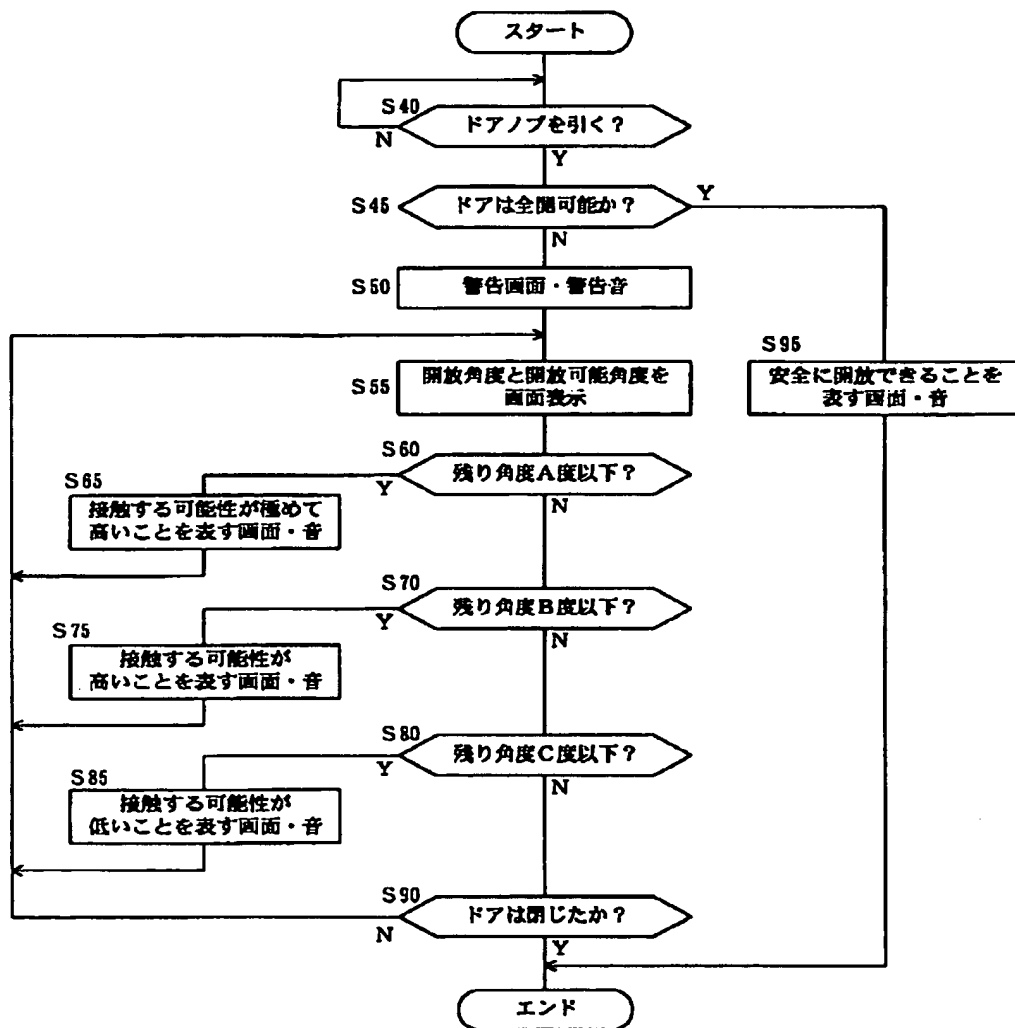 スタート
S40
ドアノブを引く?
N
Y
S45
ドアは全開可能か?
Y
N
S50
警告画面・警告音
S95
安全に開放できることを
表す画面・音
S55
開放角度と開放可能角度を
画面表示
S60
残り角度A度以下?
Y
N
S65
接触する可能性が極めて
高いことを表す画面・音
S70
残り角度B度以下?
Y
N
S75
接触する可能性が
高いことを表す画面・音
S80
残り角度C度以下?
Y
N
S85
接触する可能性が
低いことを表す画面・音
S90
ドアは閉じたか?
N
Y
エンド